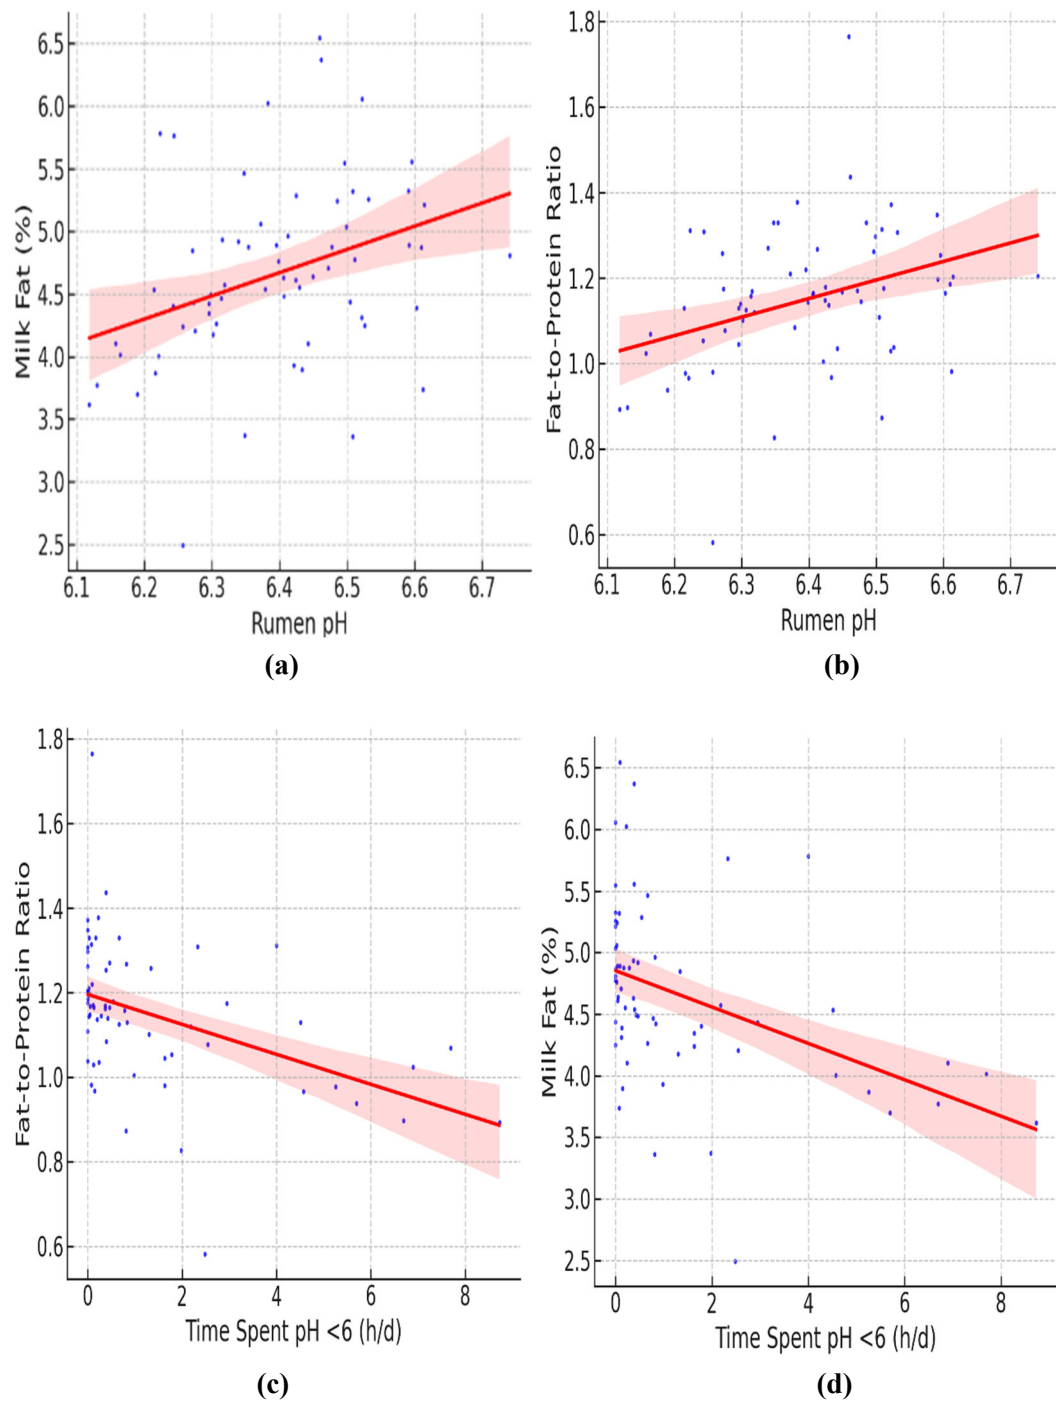 Milk Fat (%)
6.5
6.0
5.5
5.0
4.5
4.0
3.5
3.0
2.5
6.1 6.2 6.3 6.4 6.5 6.6 6.7
Rumen pH
(a)
Fat-to-Protein Ratio
1.8
1.6
1.4
1.2
1.0
0.8
0.6
6.1 6.2 6.3 6.4 6.5 6.6 6.7
Rumen pH
(b)
Fat-to-Protein Ratio
1.8
1.6
1.4
1.2
1.0
0.8
0.6
0 2 4 6 8
Time Spent pH <6 (h/d)
(c)
Milk Fat (%)
6.5
6.0
5.5
5.0
4.5
4.0
3.5
3.0
2.5
0 2 4 6 8
Time Spent pH <6 (h/d)
(d)